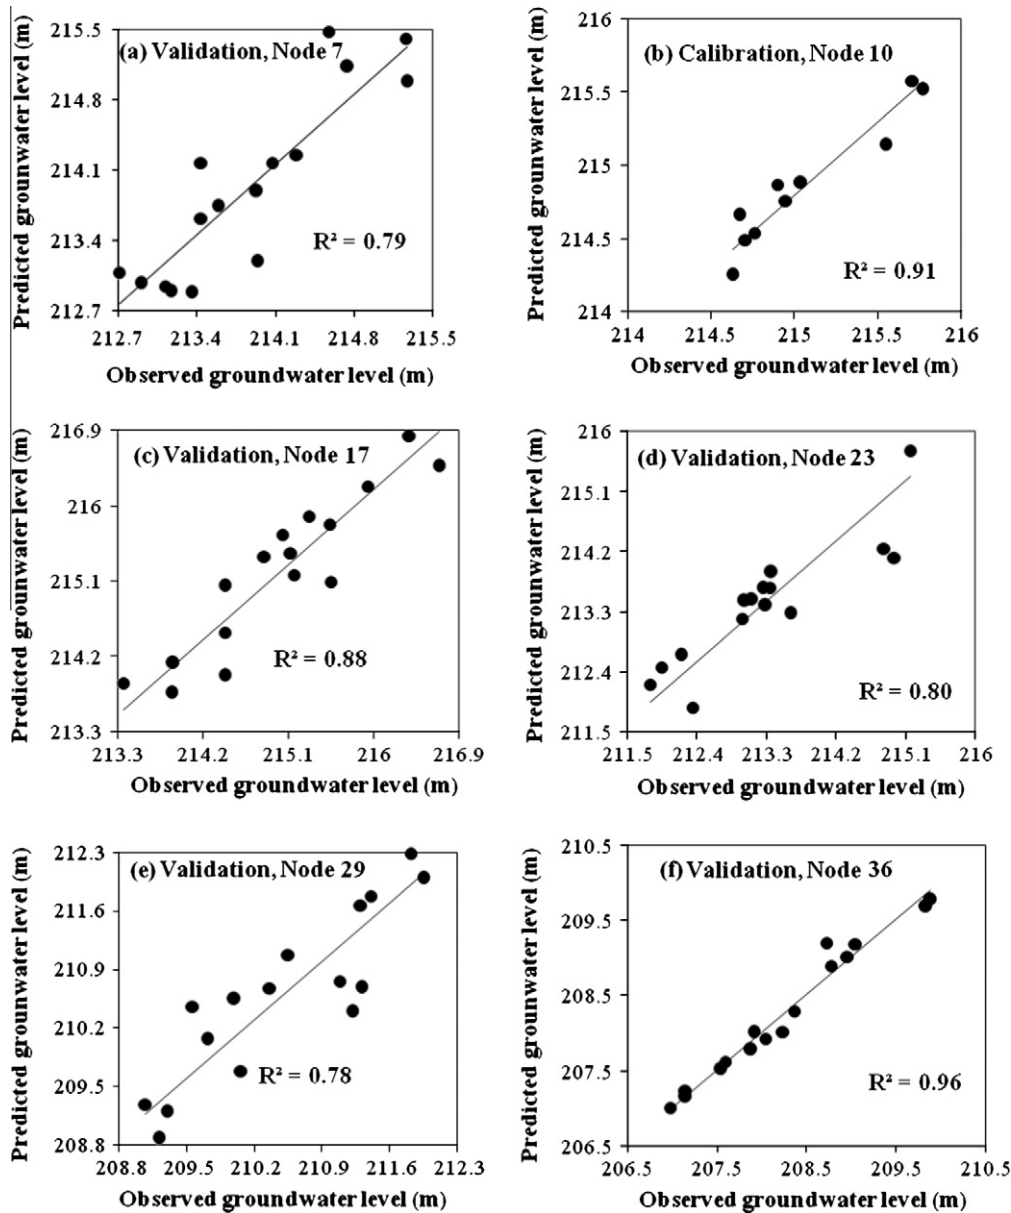 (a) Validation, Node 7
Predicted grounwater level (m)
215.5
214.8
214.1
213.4
212.7
R² = 0.79
212.7 213.4 214.1 214.8 215.5
Observed groundwater level (m)
(b) Calibration, Node 10
Predicted grounwater level (m)
216
215.5
215
214.5
214
R² = 0.91
214 214.5 215 215.5 216
Observed groundwater level (m)
(c) Validation, Node 17
Predicted grounwater level (m)
216.9
216
215.1
214.2
213.3
R² = 0.88
213.3 214.2 215.1 216 216.9
Observed groundwater level (m)
(d) Validation, Node 23
Predicted grounwater level (m)
216
215.1
214.2
213.3
212.4
211.5
R² = 0.80
211.5 212.4 213.3 214.2 215.1 216
Observed groundwater level (m)
(e) Validation, Node 29
Predicted grounwater level (m)
212.3
211.6
210.9
210.2
209.5
208.8
R² = 0.78
208.8 209.5 210.2 210.9 211.6 212.3
Observed groundwater level (m)
(f) Validation, Node 36
Predicted grounwater level (m)
210.5
209.5
208.5
207.5
206.5
R² = 0.96
206.5 207.5 208.5 209.5 210.5
Observed groundwater level (m)